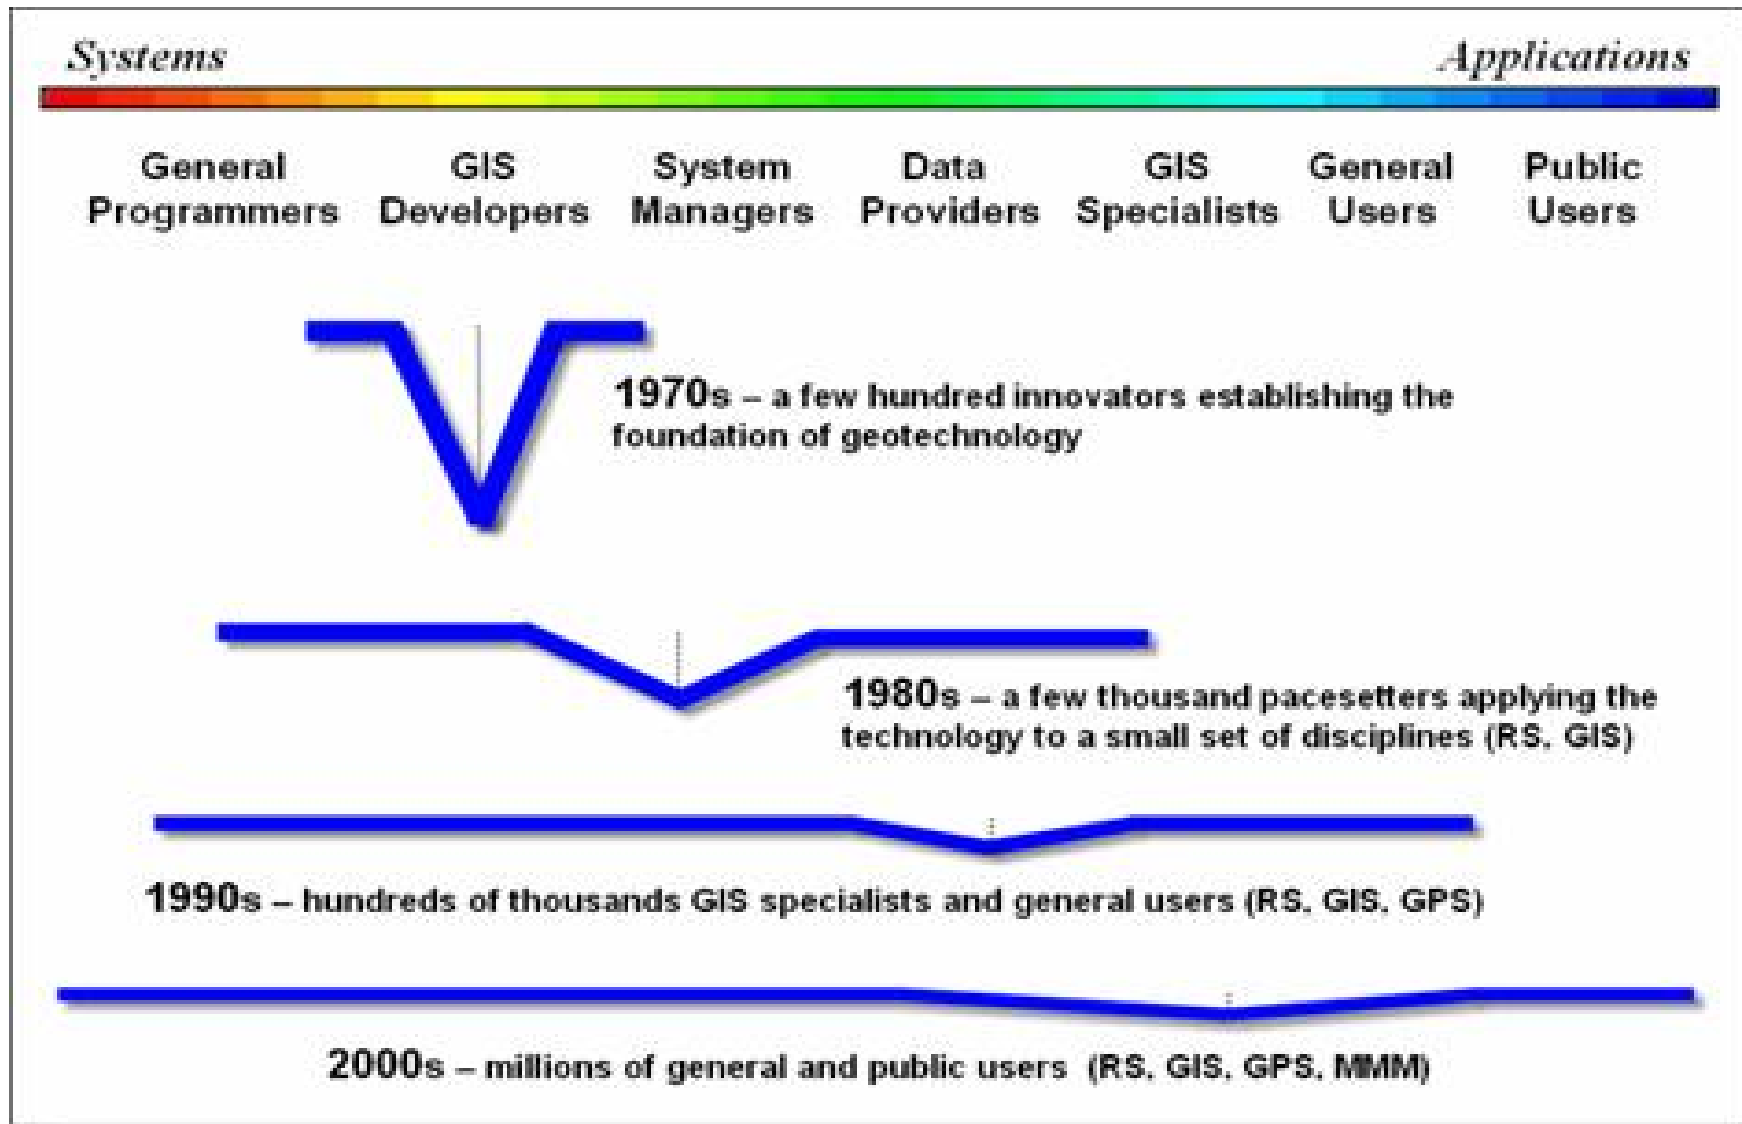 Systems
Applications
General
Programmers
GIS
Developers
System
Managers
Data
Providers
GIS
Specialists
General
Users
Public
Users
1970s – a few hundred innovators establishing the
foundation of geotechnology
1980s – a few thousand pacesetters applying the
technology to a small set of disciplines (RS, GIS)
1990s – hundreds of thousands GIS specialists and general users (RS, GIS, GPS)
2000s – millions of general and public users (RS, GIS, GPS, MMM)